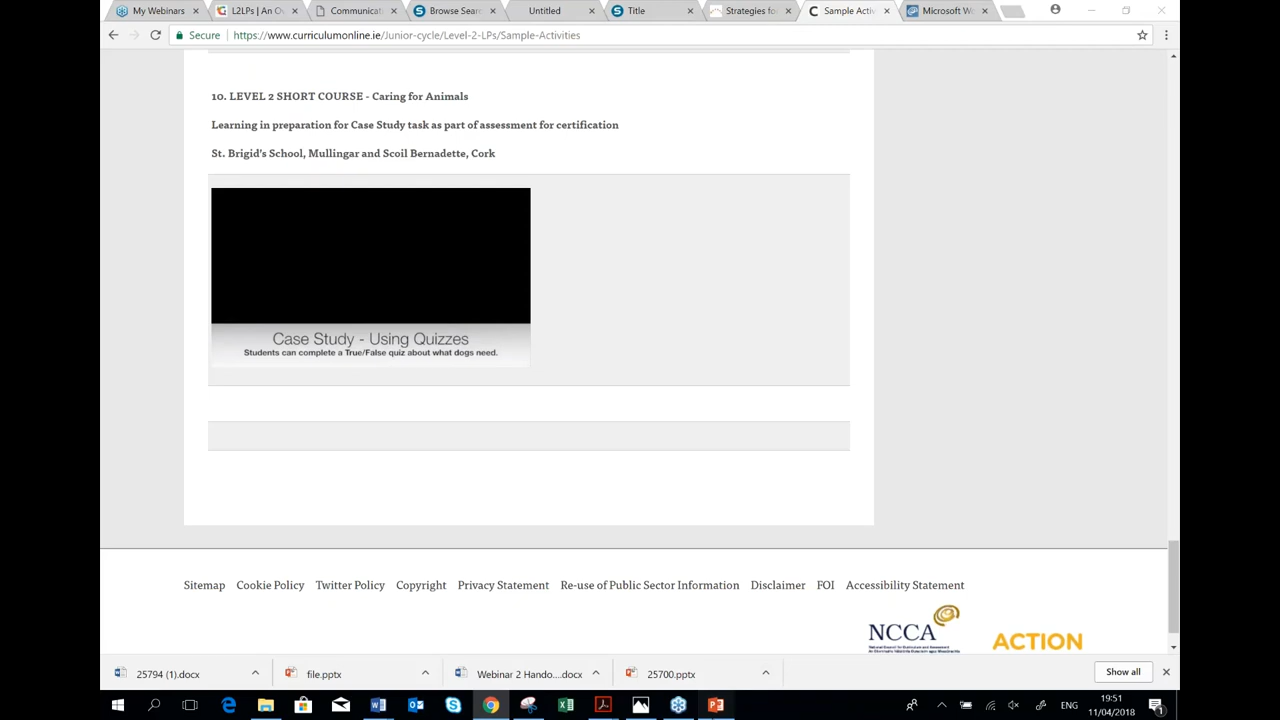 My Webinars
L2LPs | An Ov
Communicat
Browse Searc
Untitled
Title
Strategies for
Sample Activ
Microsoft Wo
Secure
https://www.curriculumonline.ie/Junior-cycle/Level-2-LPs/Sample-Activities
10. LEVEL 2 SHORT COURSE - Caring for Animals
Learning in preparation for Case Study task as part of assessment for certification
St. Brigid's School, Mullingar and Scoil Bernadette, Cork
Case Study - Using Quizzes
Students can complete a True/False quiz about what dogs need.
Sitemap Cookie Policy Twitter Policy Copyright Privacy Statement Re-use of Public Sector Information Disclaimer FOI Accessibility Statement
NCCA
ACTION
25794 (1).docx
file.pptx
Webinar 2 Hando....docx
25700.pptx
Show all
ENG
19:51
11/04/2018
1